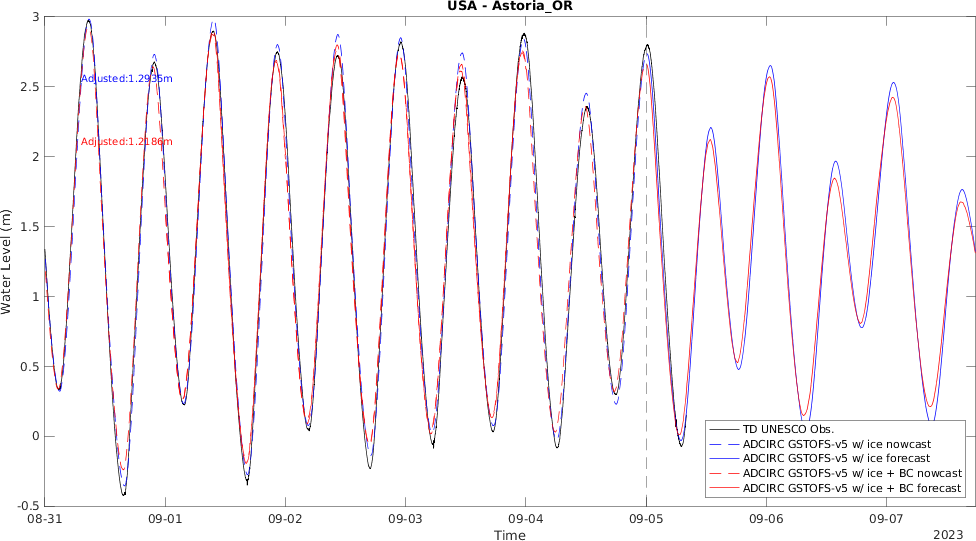 USA - Astoria_OR
3
2.5
2
1.5
1
0.5
0
-0.5
Water Level (m)
Adjusted:1.2935m
Adjusted:1.2186m
TD UNESCO Obs.
ADCIRC GSTOFS-v5 w/ ice nowcast
ADCIRC GSTOFS-v5 w/ ice forecast
ADCIRC GSTOFS-v5 w/ ice + BC nowcast
ADCIRC GSTOFS-v5 w/ ice + BC forecast
08-31 09-01 09-02 09-03 09-04 09-05 09-06 09-07
Time
2023